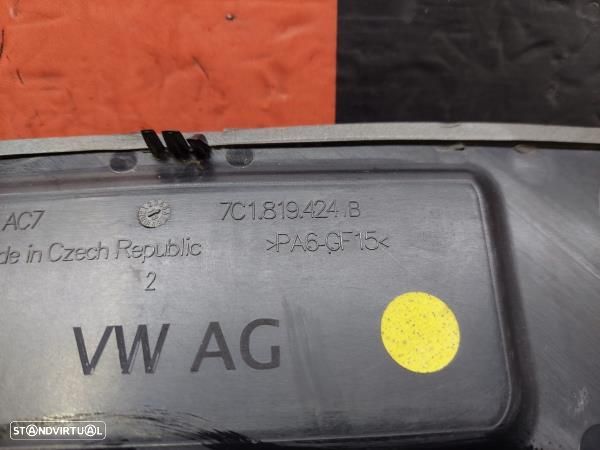 AC7
7C1.819.424.B
de in Czech Republic
>PA6-GF15<
2
VW AG
STANDVIRTUAL